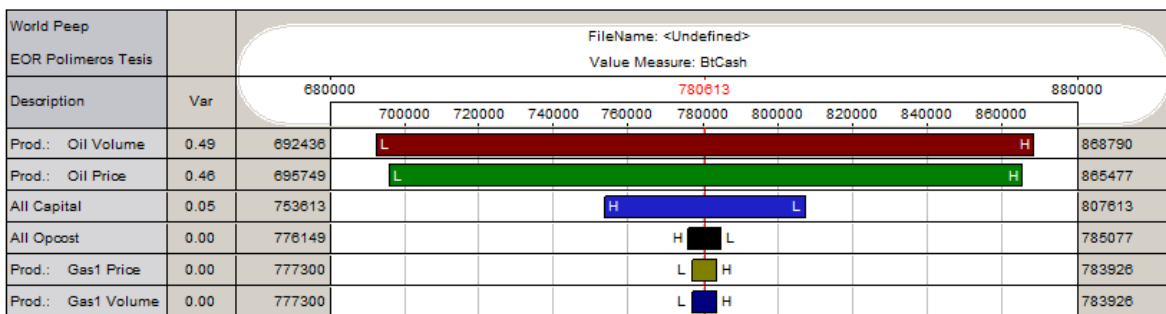 World Peep
EOR Polimeros Tesis
FileName: <Undefined>
Value Measure: BtCash
Description Var
680000 780613 880000
700000 720000 740000 760000 780000 800000 820000 840000 860000
Prod.: Oil Volume 0.49 692436 L H 868790
Prod.: Oil Price 0.46 695749 L H 865477
All Capital 0.05 753613 H L 807613
All Opcost 0.00 776149 H L 785077
Prod.: Gas1 Price 0.00 777300 L H 783926
Prod.: Gas1 Volume 0.00 777300 L H 783926